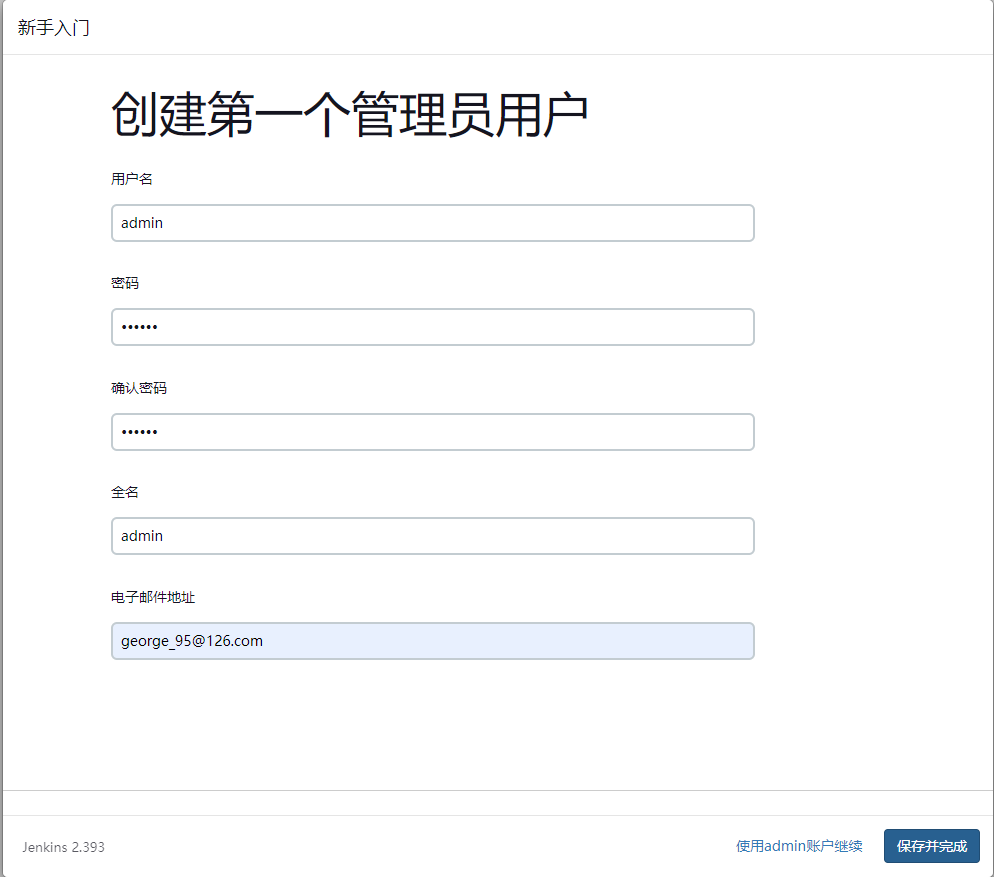 新手入门
创建第一个管理员用户
用户名
admin
密码
••••••
确认密码
••••••
全名
admin
电子邮件地址
george_95@126.com
Jenkins 2.393
使用admin账户继续
保存并完成